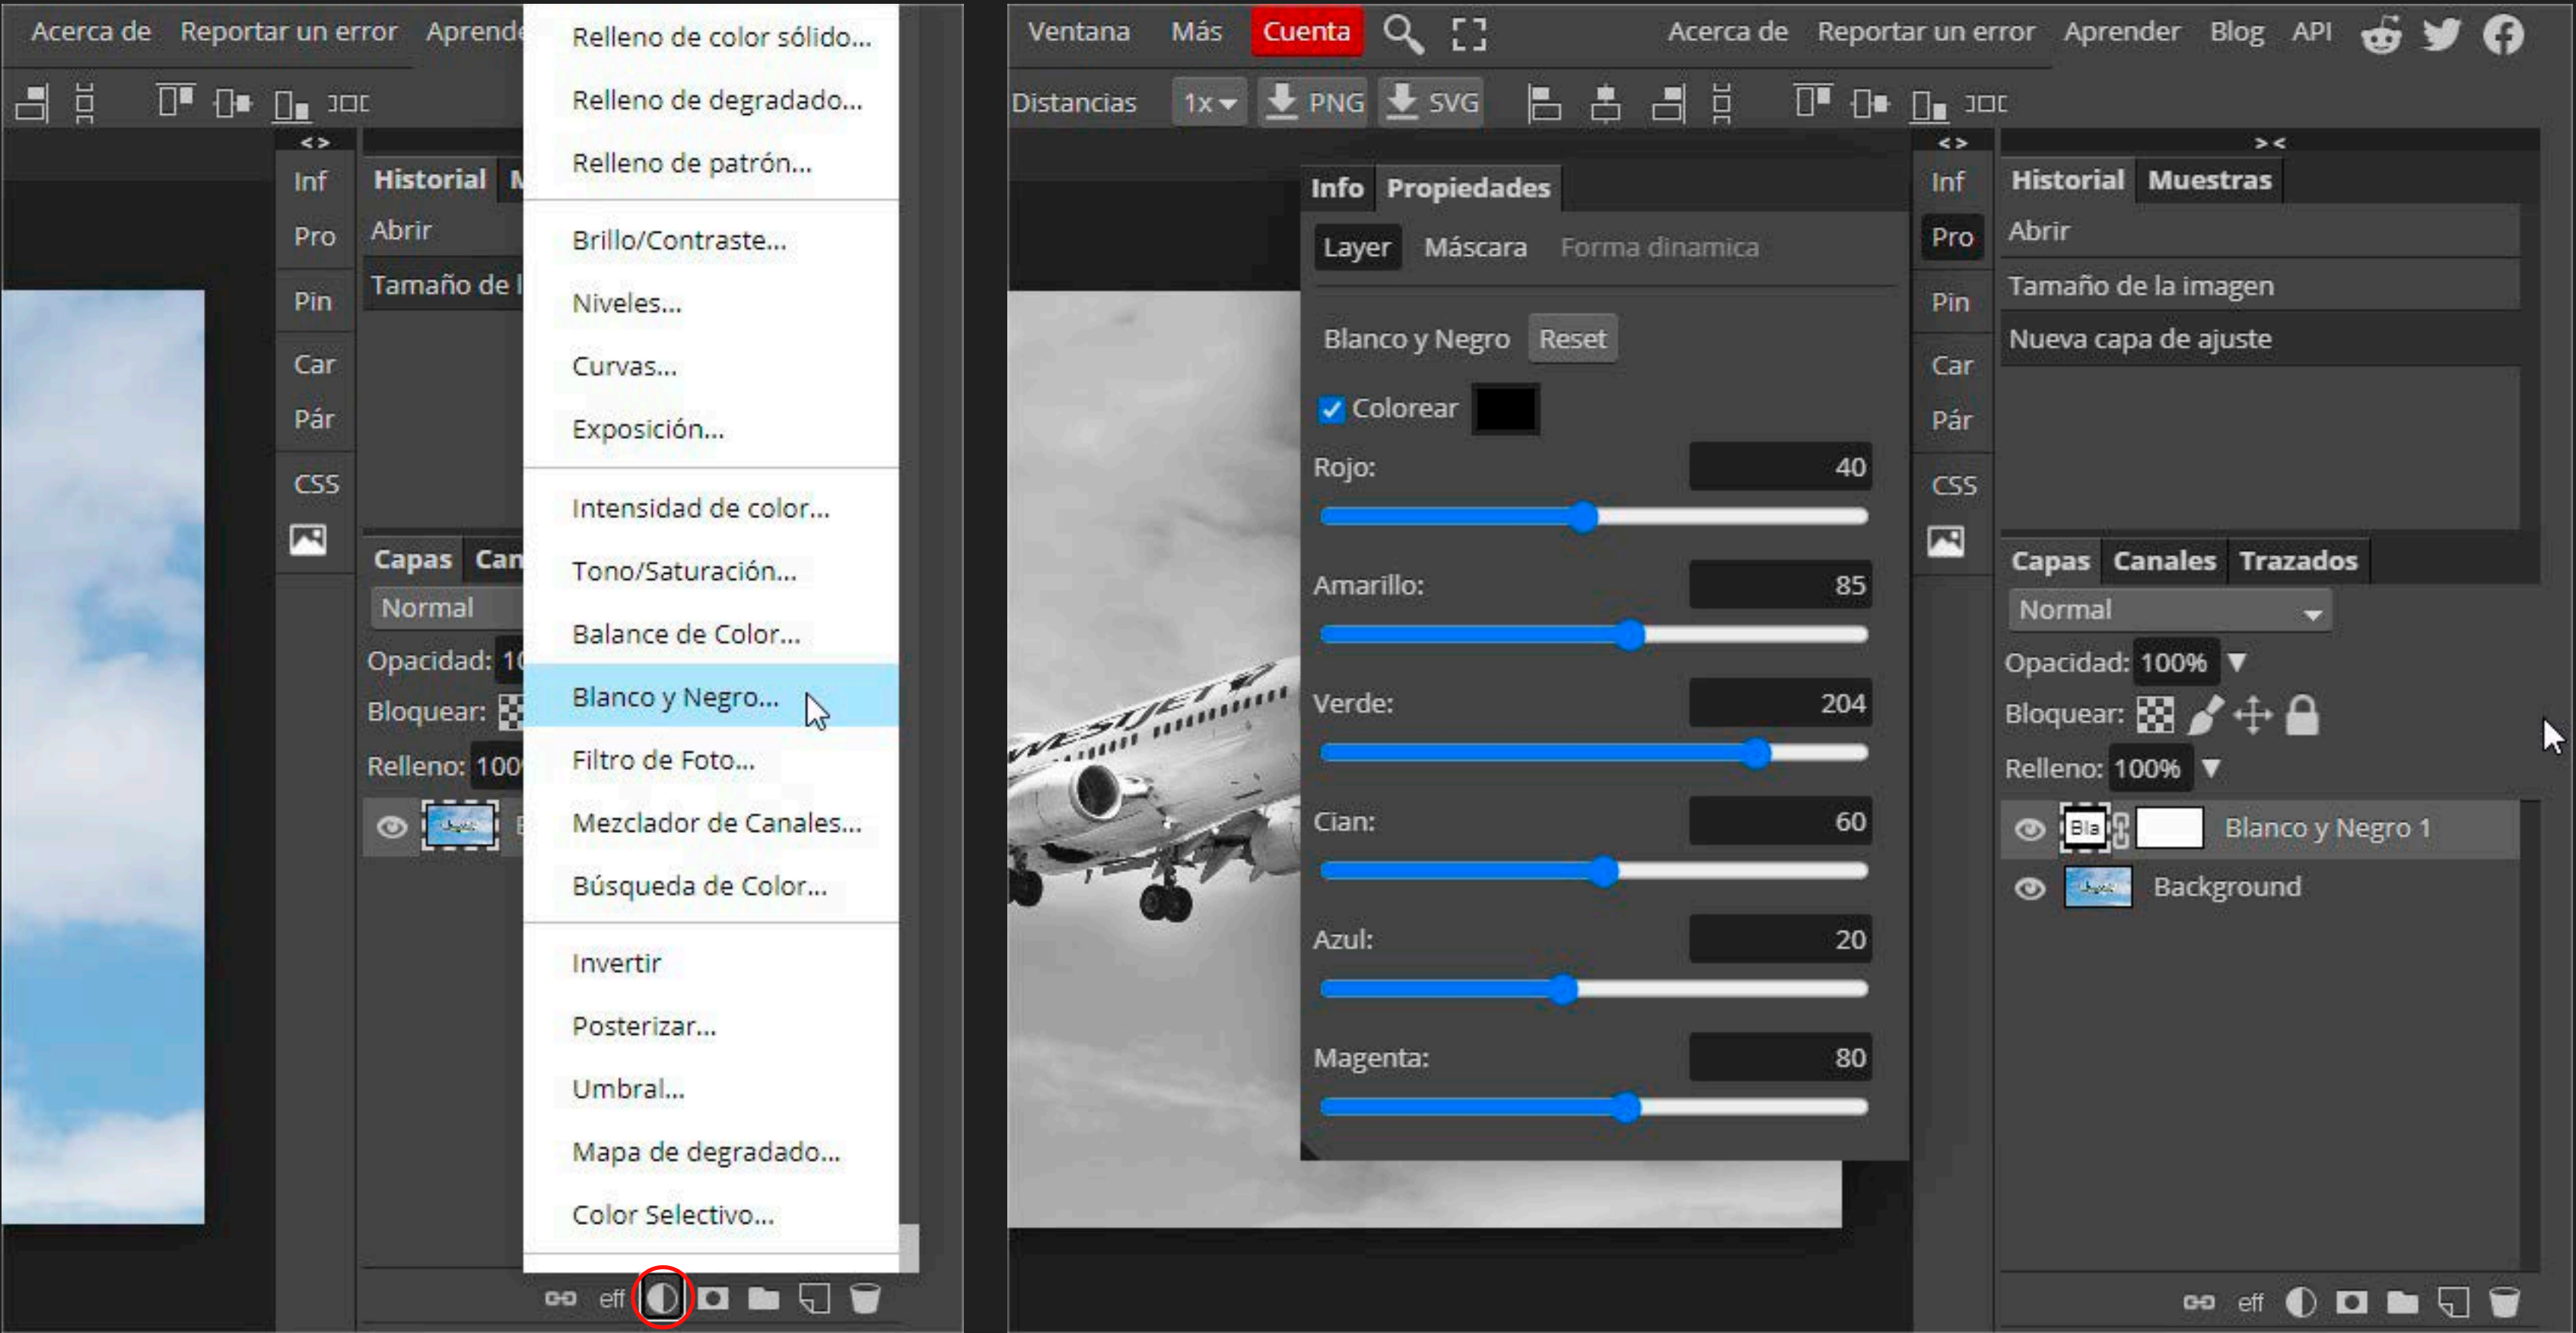 Acerca de Reportar un error
Relleno de color sólido...
Relleno de degradado...
Relleno de patrón...
Brillo/Contraste...
Niveles...
Curvas...
Exposición...
Intensidad de color...
Tono/Saturación...
Balance de Color...
Blanco y Negro...
Filtro de Foto...
Mezclador de Canales...
Búsqueda de Color...
Invertir
Posterizar...
Umbral...
Mapa de degradado...
Color Selectivo...
< >
Inf
Pro
Pin
Car
Pár
CSS
Historial
Abrir
Tamaño de
Capas
Normal
Opacidad:
Bloquear:
Relleno: 100
eff
Ventana Más Cuenta Acerca de Reportar un error Aprender Blog API
Distancias 1x PNG SVG
Info Propiedades
Layer Máscara Forma dinamica
Blanco y Negro Reset
Colorear
Rojo: 40
Amarillo: 85
Verde: 204
Cian: 60
Azul: 20
Magenta: 80
WESTJET
< >
Inf
Pro
Pin
Car
Pár
CSS
> <
Historial Muestras
Abrir
Tamaño de la imagen
Nueva capa de ajuste
Capas Canales Trazados
Normal
Opacidad: 100%
Bloquear:
Relleno: 100%
Bla Blanco y Negro 1
Background
eff